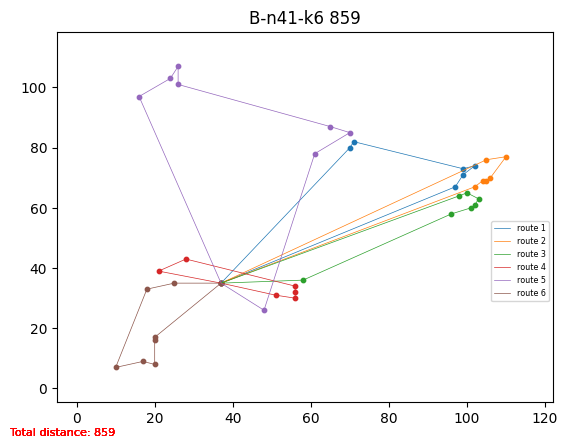 B-n41-k6 859
100
80
60
40
20
0
0 20 40 60 80 100 120
route 1
route 2
route 3
route 4
route 5
route 6
Total distance: 859